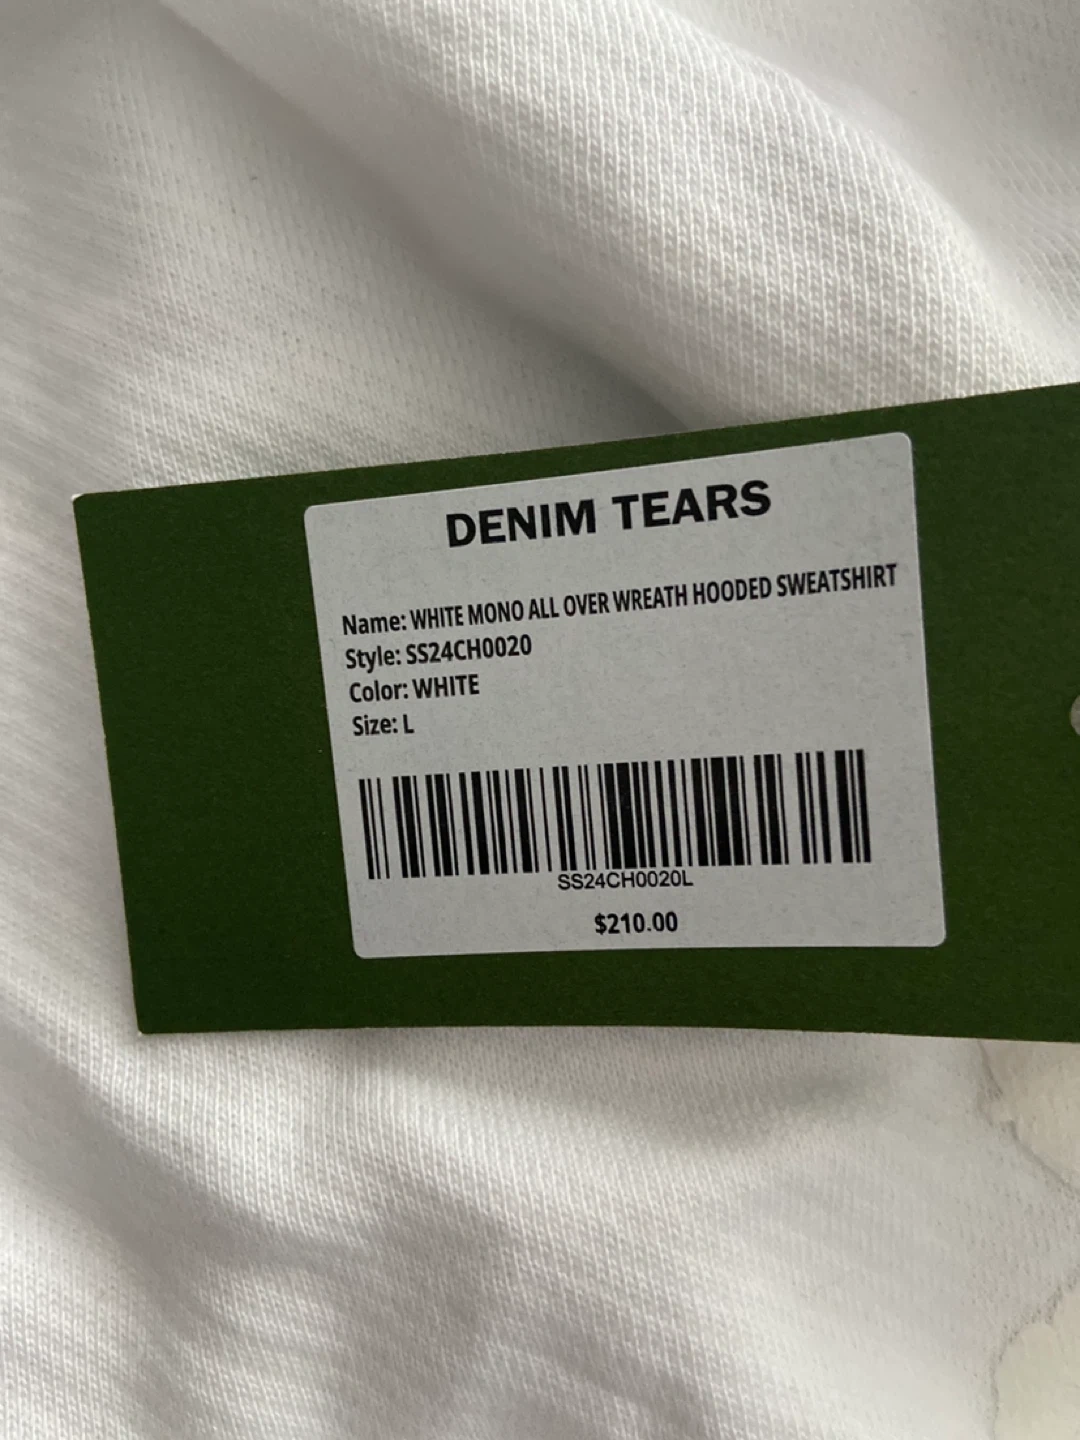 DENIM TEARS
Name: WHITE MONO ALL OVER WREATH HOODED SWEATSHIRT
Style: SS24CH0020
Color: WHITE
Size: L
SS24CH0020L
$210.00